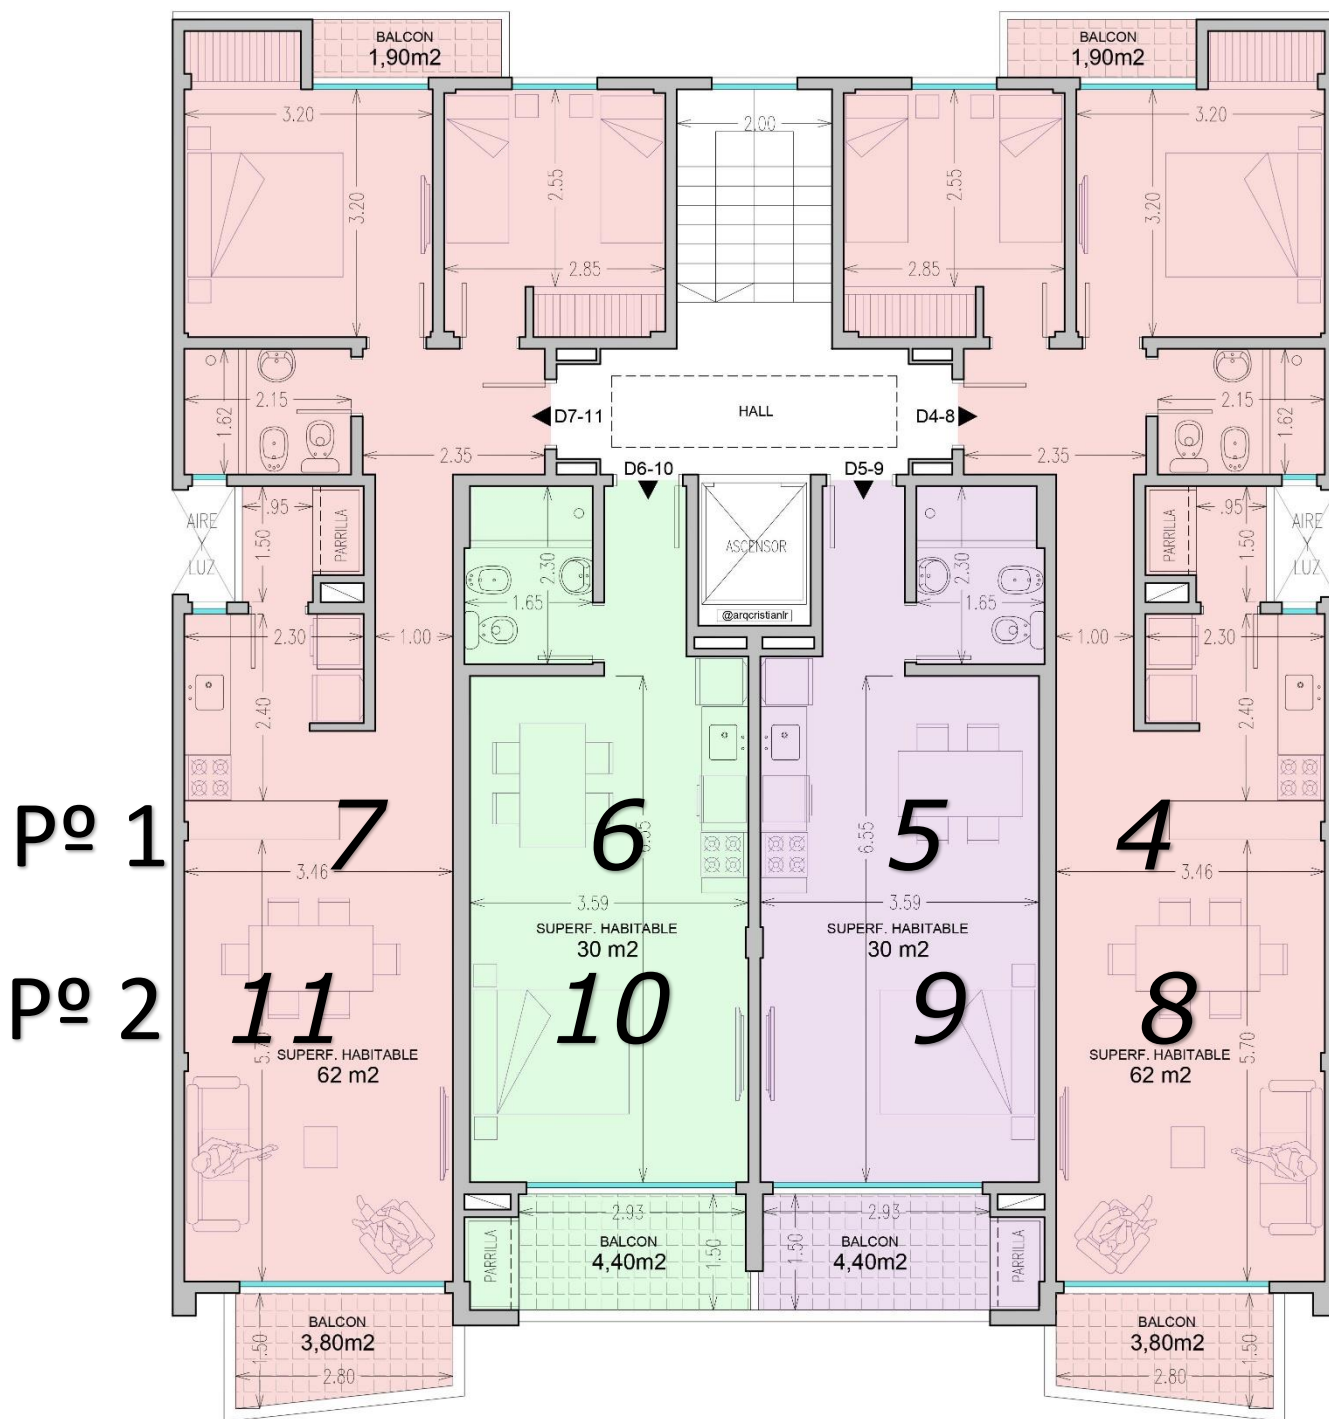 BALCON
1,90m2
BALCON
1,90m2
3.20
2.00
3.20
3.20
2.55
2.55
3.20
2.85
2.85
2.15
1.62
D7-11
HALL
D4-8
2.15
1.62
2.35
2.35
D6-10
D5-9
AIRE
Y
LUZ
.95
1.50
PARRILLA
2.30
1.65
ASCENSOR
@arqcristianlr
2.30
1.65
PARRILLA
.95
1.50
AIRE
Y
LUZ
2.30
1.00
1.00
2.30
2.40
2.40
Pº 1
7
6
5
4
6.55
6.55
3.46
3.59
3.59
3.46
SUPERF. HABITABLE
30 m2
SUPERF. HABITABLE
30 m2
Pº 2
11
10
9
8
5.70
5.70
SUPERF. HABITABLE
62 m2
SUPERF. HABITABLE
62 m2
2.93
2.93
PARRILLA
BALCON
4,40m2
1.50
1.50
BALCON
4,40m2
PARRILLA
BALCON
3,80m2
1.50
2.80
BALCON
3,80m2
1.50
2.80